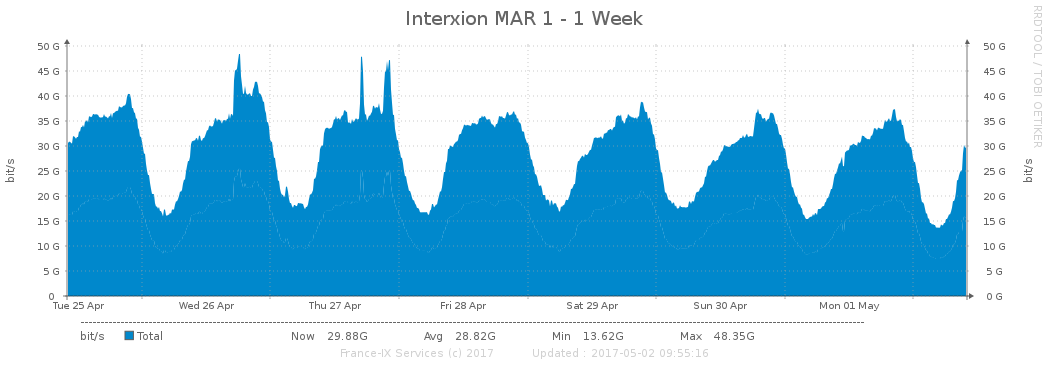 Interxion MAR 1 - 1 Week
RRDTOOL / TOBI OETIKER
50 G 50 G
45 G 45 G
40 G 40 G
35 G 35 G
30 G 30 G
25 G 25 G
20 G 20 G
15 G 15 G
10 G 10 G
5 G 5 G
0 0 G
bit/s
bit/s
Tue 25 Apr Wed 26 Apr Thu 27 Apr Fri 28 Apr Sat 29 Apr Sun 30 Apr Mon 01 May
bit/s Total Now 29.88G Avg 28.82G Min 13.62G Max 48.35G
France-IX Services (c) 2017 Updated : 2017-05-02 09:55:16